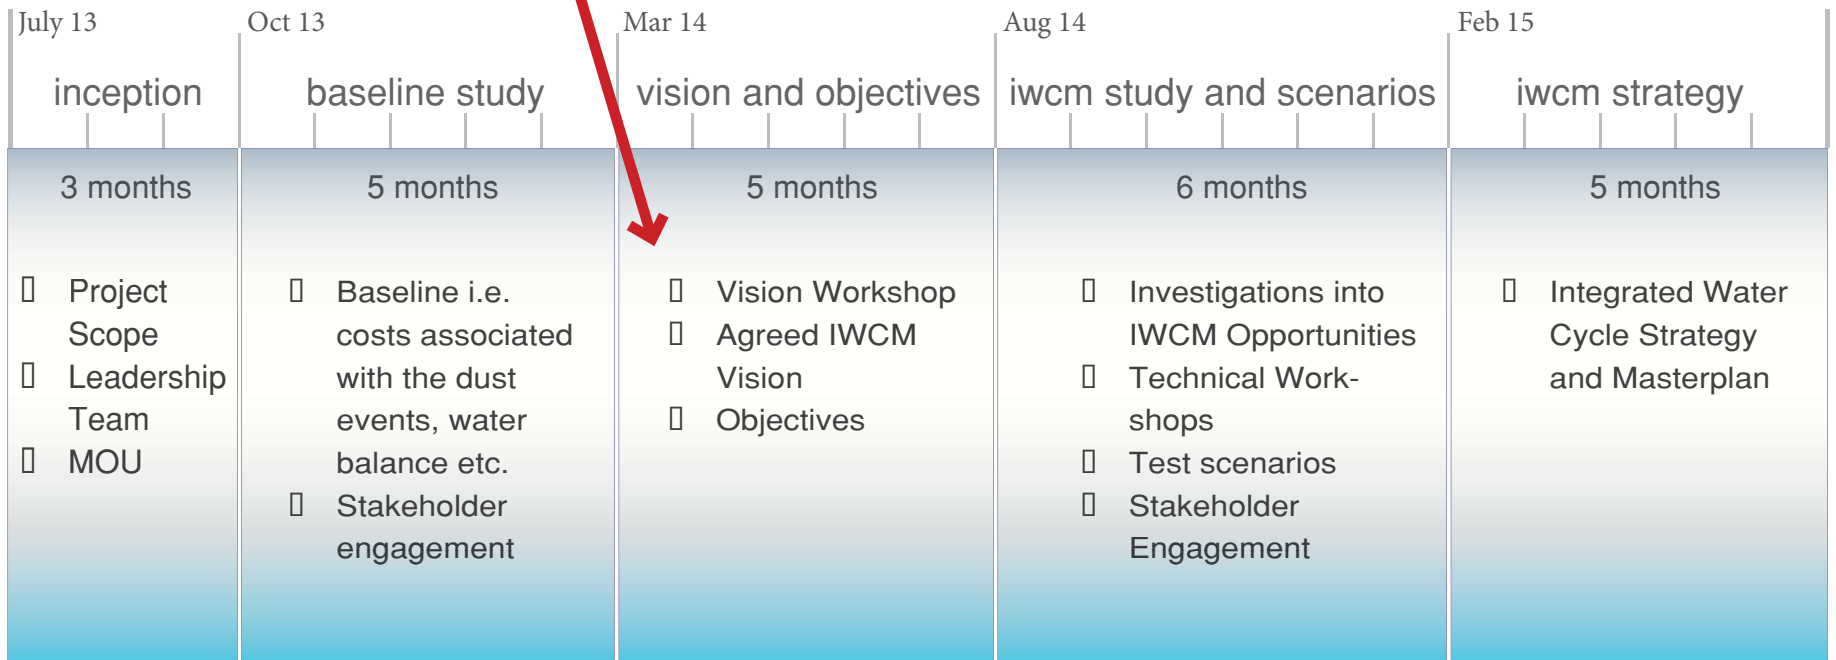 July 13
Oct 13
Mar 14
Aug 14
Feb 15
inception
baseline study
vision and objectives
iwcm study and scenarios
iwcm strategy
3 months
5 months
5 months
6 months
5 months
Project
Scope
Leadership
Team
MOU
Baseline i.e.
costs associated
with the dust
events, water
balance etc.
Stakeholder
engagement
Vision Workshop
Agreed IWCM
Vision
Objectives
Investigations into
IWCM Opportunities
Technical Work-
shops
Test scenarios
Stakeholder
Engagement
Integrated Water
Cycle Strategy
and Masterplan